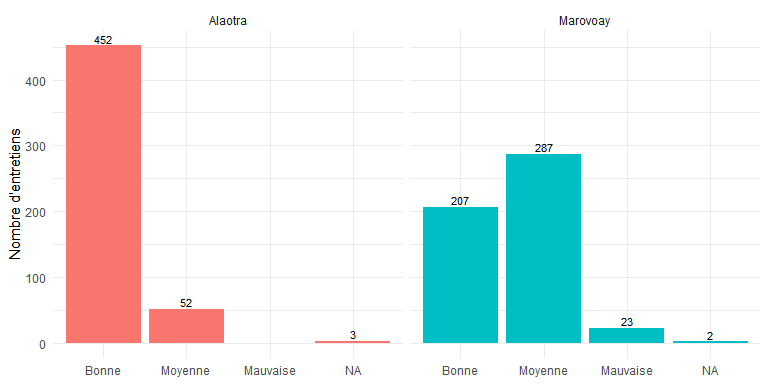 Alaotra
Marovoay
Nombre d'entretiens
400
300
200
100
0
452
52
3
207
287
23
2
Bonne Moyenne Mauvaise NA
Bonne Moyenne Mauvaise NA